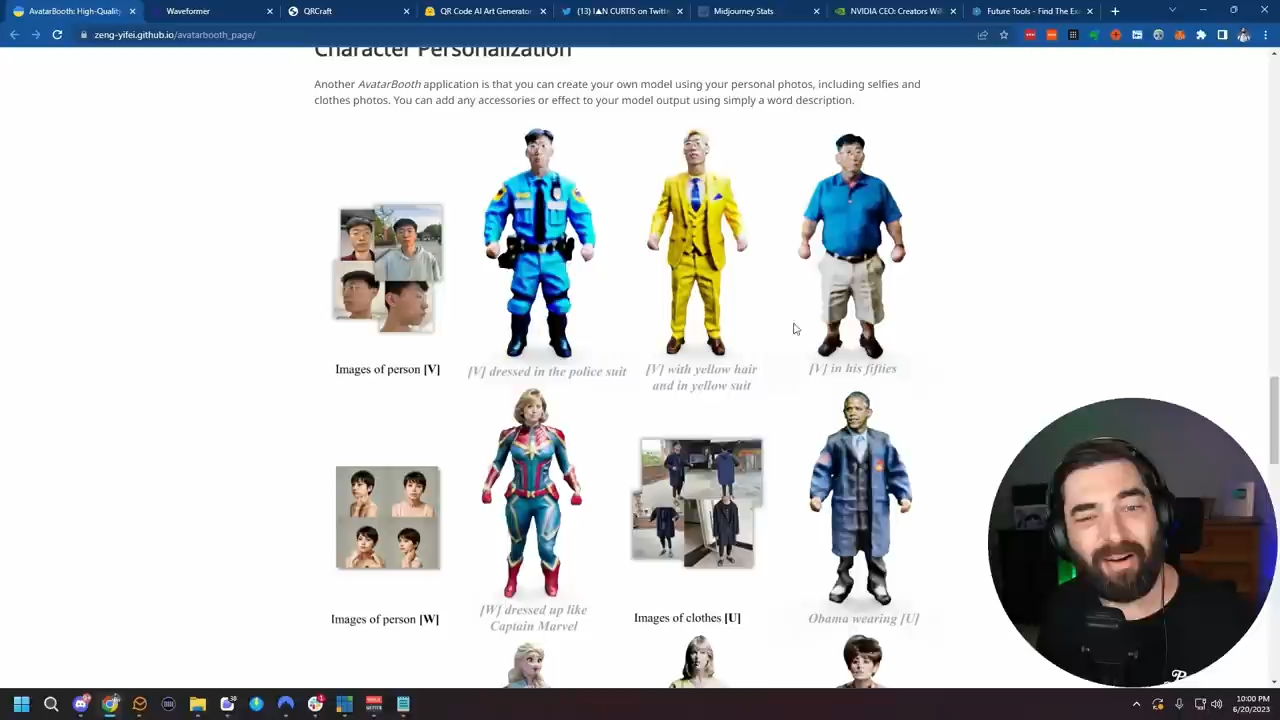 AvatarBooth: High-Quality
Waveformer
QRCraft
QR Code AI Art Generator
(13) I▲N CURTIS on Twitt
Midjourney Stats
NVIDIA CEO: Creators Wil
Future Tools - Find The Ex
zeng-yifei.github.io/avatarbooth_page/
Character Personalization
Another AvatarBooth application is that you can create your own model using your personal photos, including selfies and
clothes photos. You can add any accessories or effect to your model output using simply a word description.
Images of person [V]
[V] dressed in the police suit
[V] with yellow hair
and in yellow suit
[V] in his fifties
Images of person [W]
[W] dressed up like
Captain Marvel
Images of clothes [U]
Obama wearing [U]
10:00 PM
6/20/2023